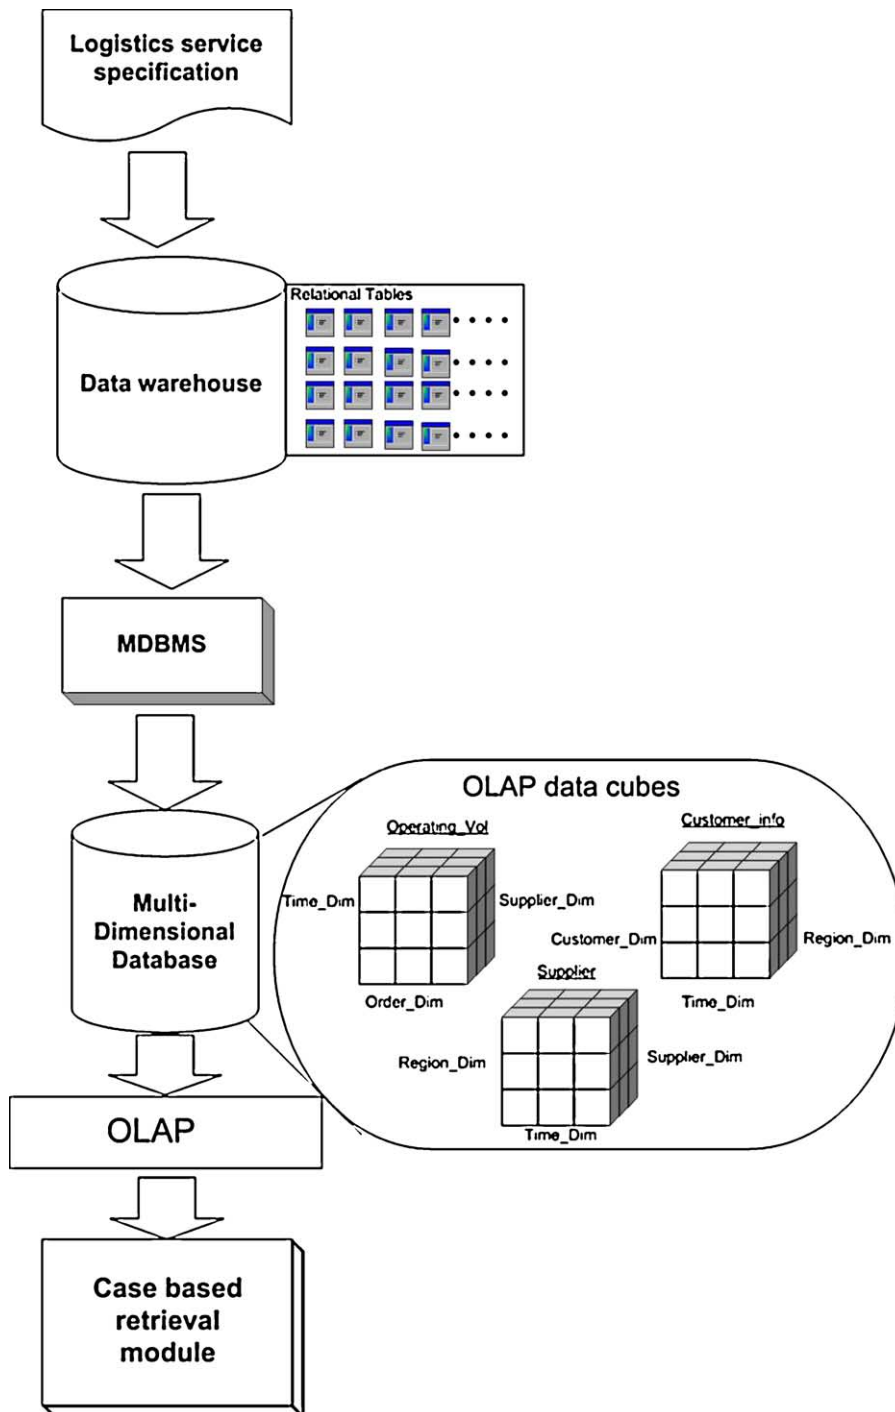 Logistics service
specification
Relational Tables
Data warehouse
MDBMS
OLAP data cubes
Operating_Vol
Customer_info
Time_Dim
Supplier_Dim
Customer_Dim
Region_Dim
Order_Dim
Supplier
Time_Dim
Region_Dim
Supplier_Dim
Time_Dim
Multi-
Dimensional
Database
OLAP
Case based
retrieval
module